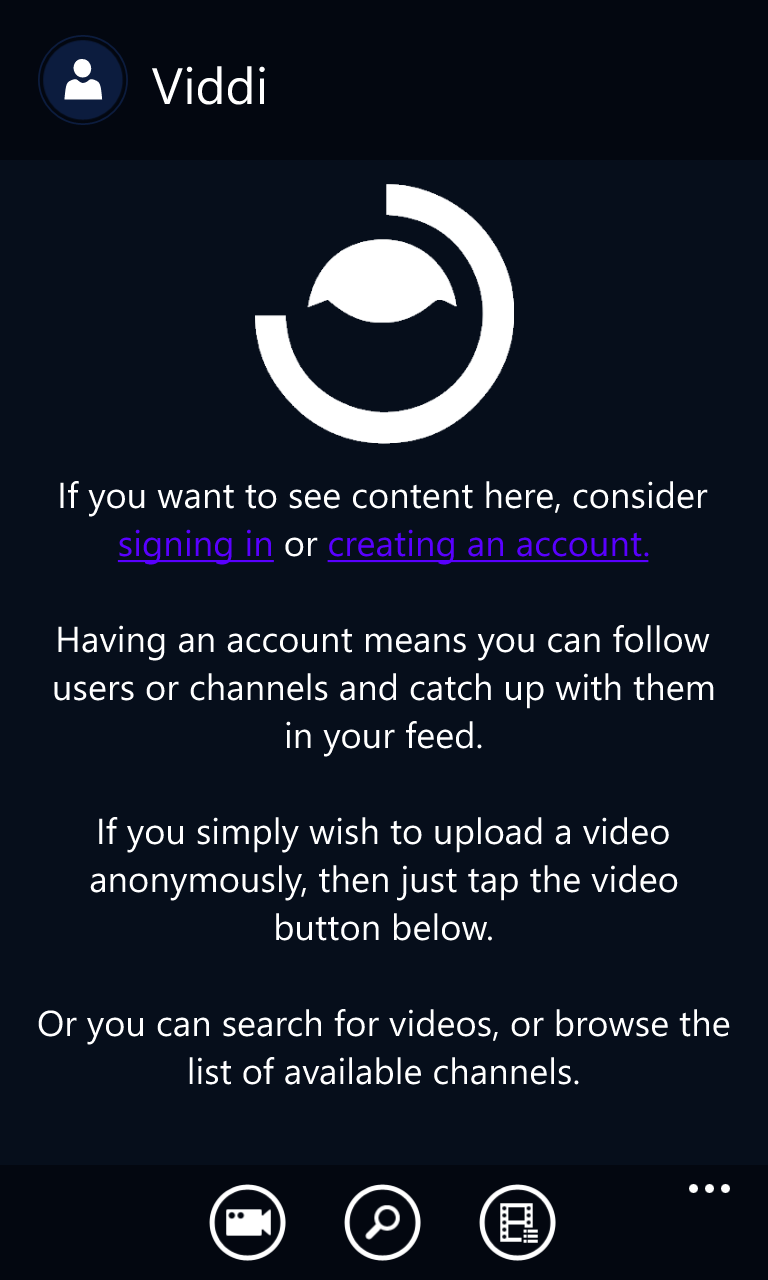 Viddi
If you want to see content here, consider
signing in or creating an account.
Having an account means you can follow
users or channels and catch up with them
in your feed.
If you simply wish to upload a video
anonymously, then just tap the video
button below.
Or you can search for videos, or browse the
list of available channels.